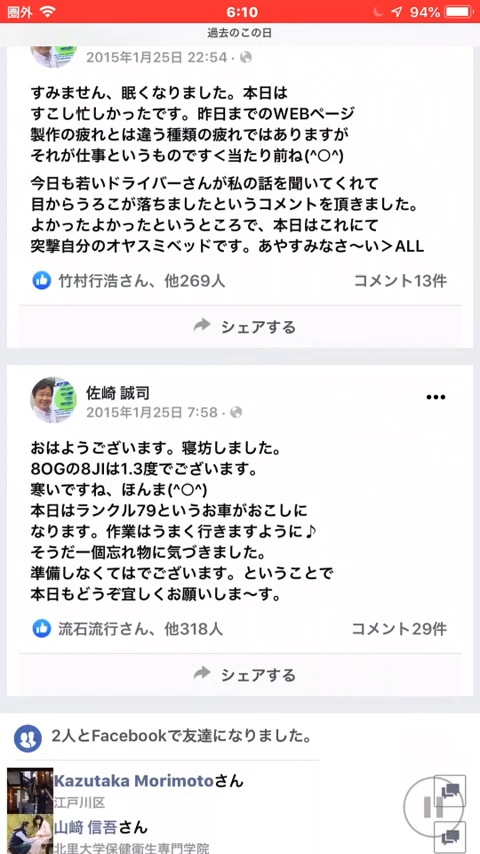 圏外 6:10 94%
過去のこの日
2015年1月25日 22:54
すみません、眠くなりました。本日は
すこし忙しかったです。昨日までのWEBページ
製作の疲れとは違う種類の疲れではありますが
それが仕事というものです<当たり前ね(^○^)
今日も若いドライバーさんが私の話を聞いてくれて
目からうろこが落ちましたというコメントを頂きました。
よかったよかったというところで、本日はこれにて
突撃自分のオヤスミベッドです。あやすみなさ〜い>ALL
竹村行浩さん、他269人 コメント13件
シェアする
佐崎 誠司
2015年1月25日 7:58
おはようございます。寝坊しました。
8OGの8JIは1.3度でございます。
寒いですね、ほんま(^○^)
本日はランクル79というお車がおこしに
なります。作業はうまく行きますように♪
そうだ一個忘れ物に気づきました。
準備しなくてはでございます。ということで
本日もどうぞ宜しくお願いしま〜す。
流石流行さん、他318人 コメント29件
シェアする
2人とFacebookで友達になりました。
Kazutaka Morimotoさん
江戸川区
山﨑 信吾さん
北里大学保健衛生専門学院